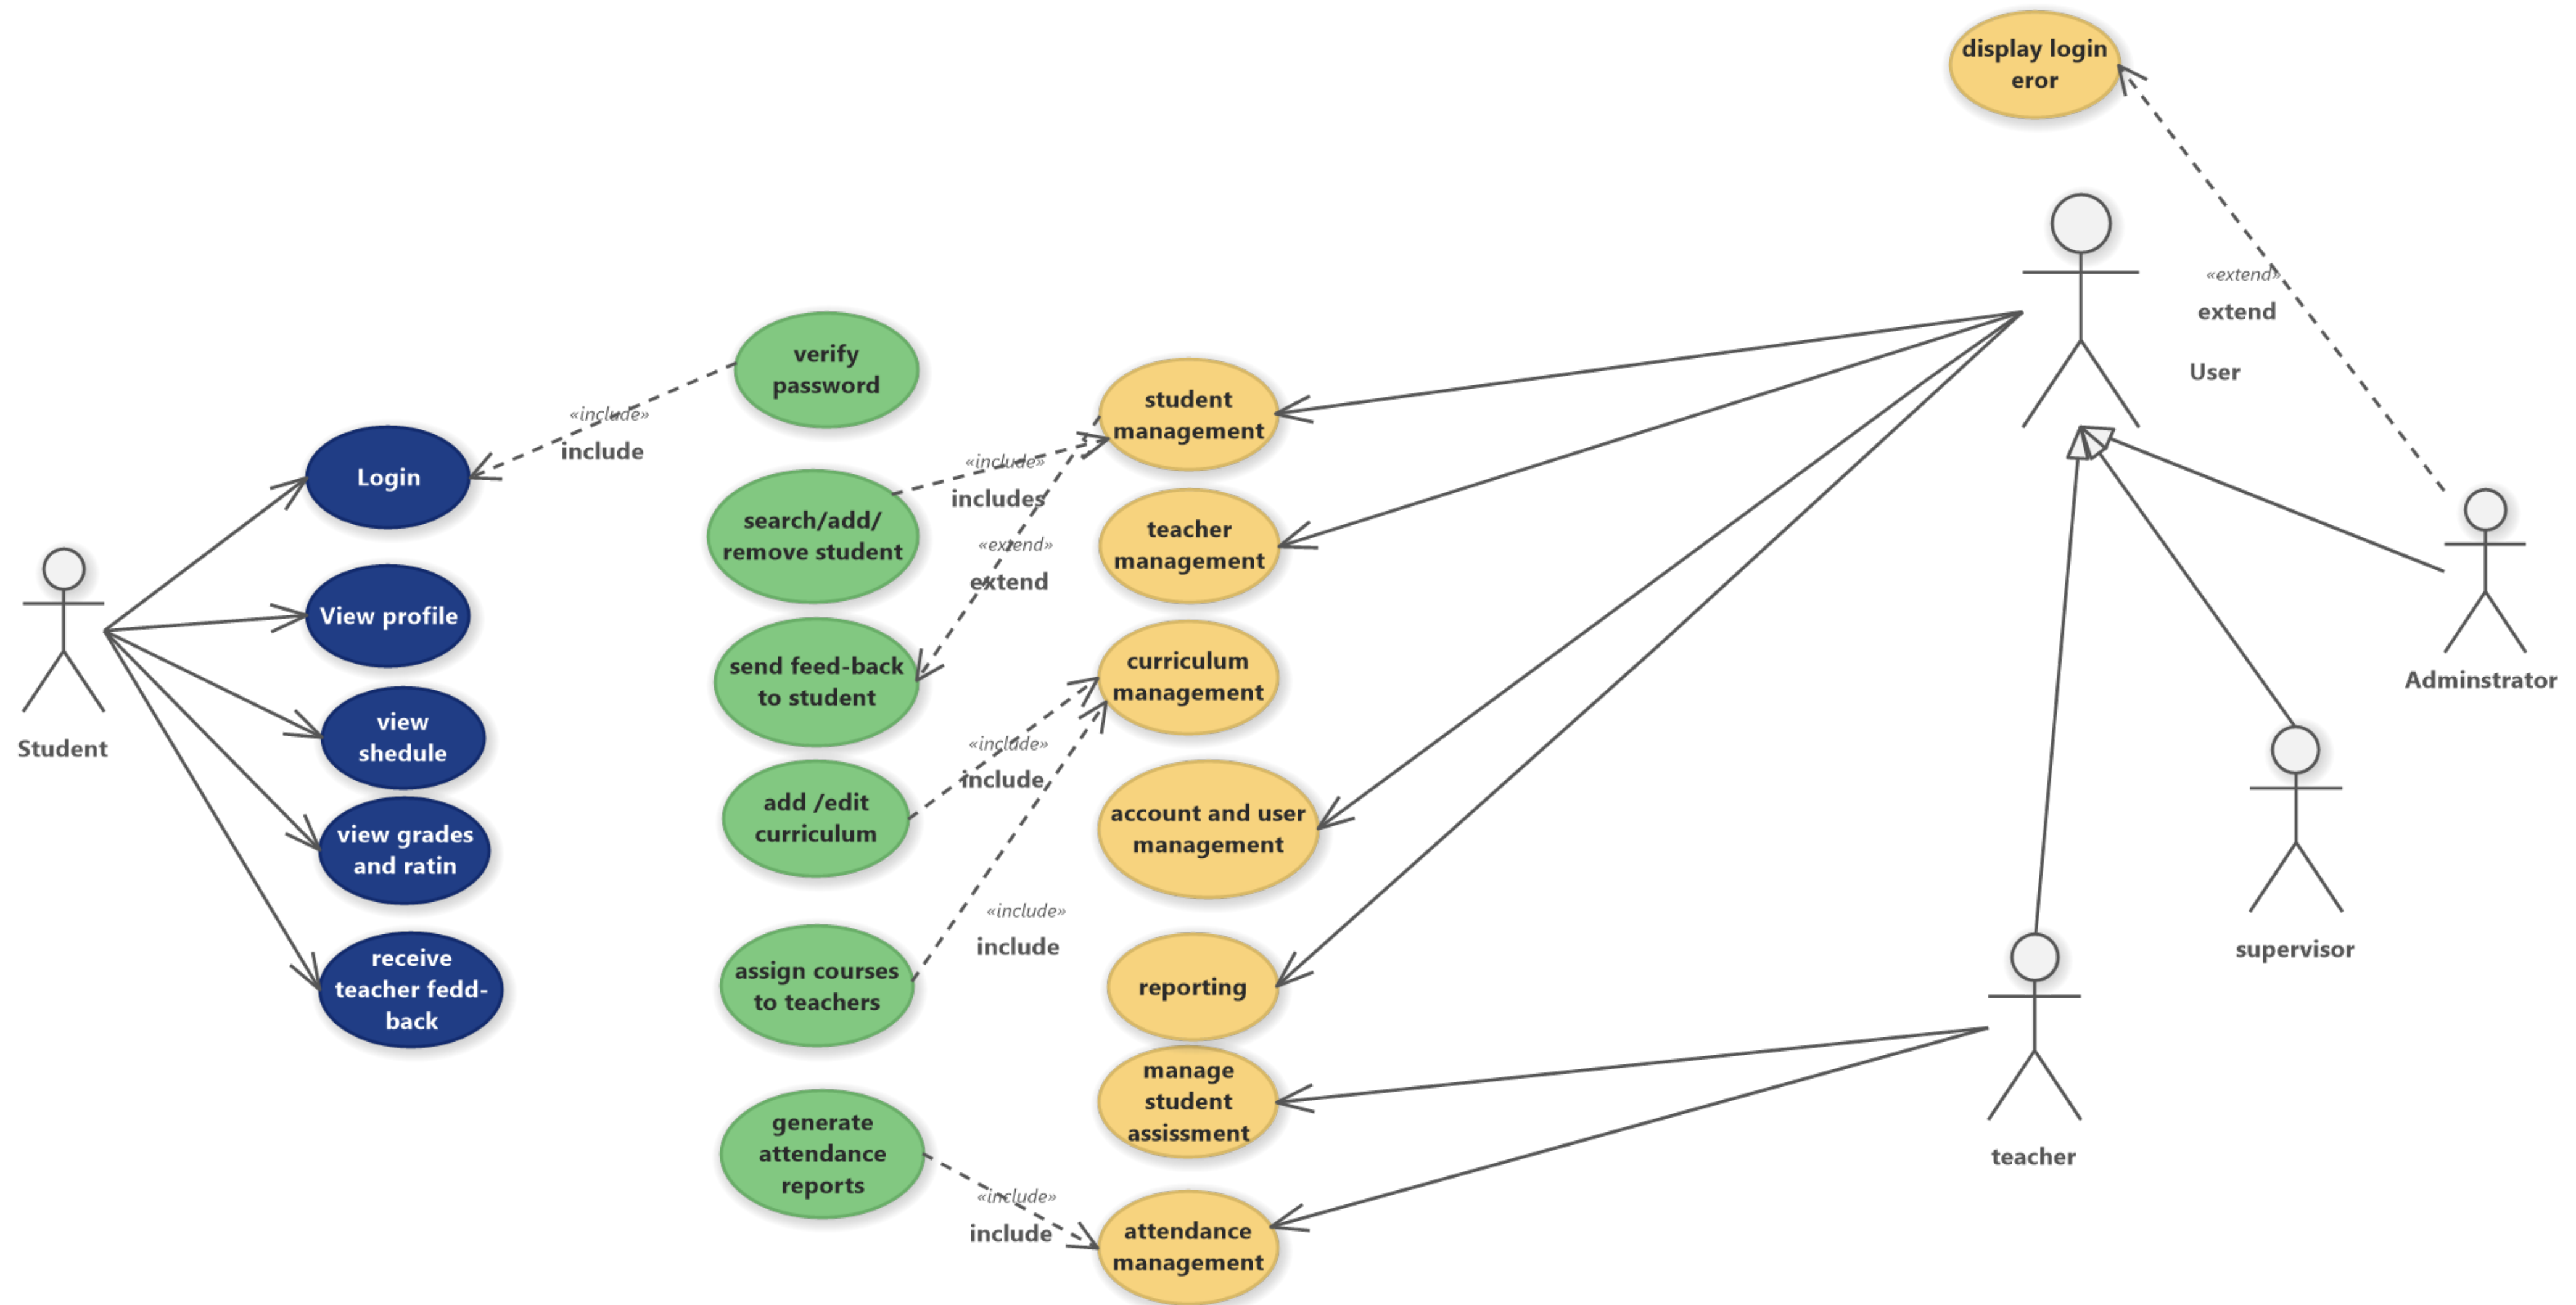 display login
eror
«extend»
extend
User
verify
password
student
management
«include»
include
Login
«include»
includes
search/add/
remove student
teacher
management
«extend»
extend
View profile
send feed-back
to student
curriculum
management
Adminstrator
view
shedule
Student
«include»
include
add /edit
curriculum
account and user
management
view grades
and ratin
«include»
include
supervisor
receive
teacher fedd-
back
assign courses
to teachers
reporting
manage
student
assissment
generate
attendance
reports
teacher
«include»
include
attendance
management